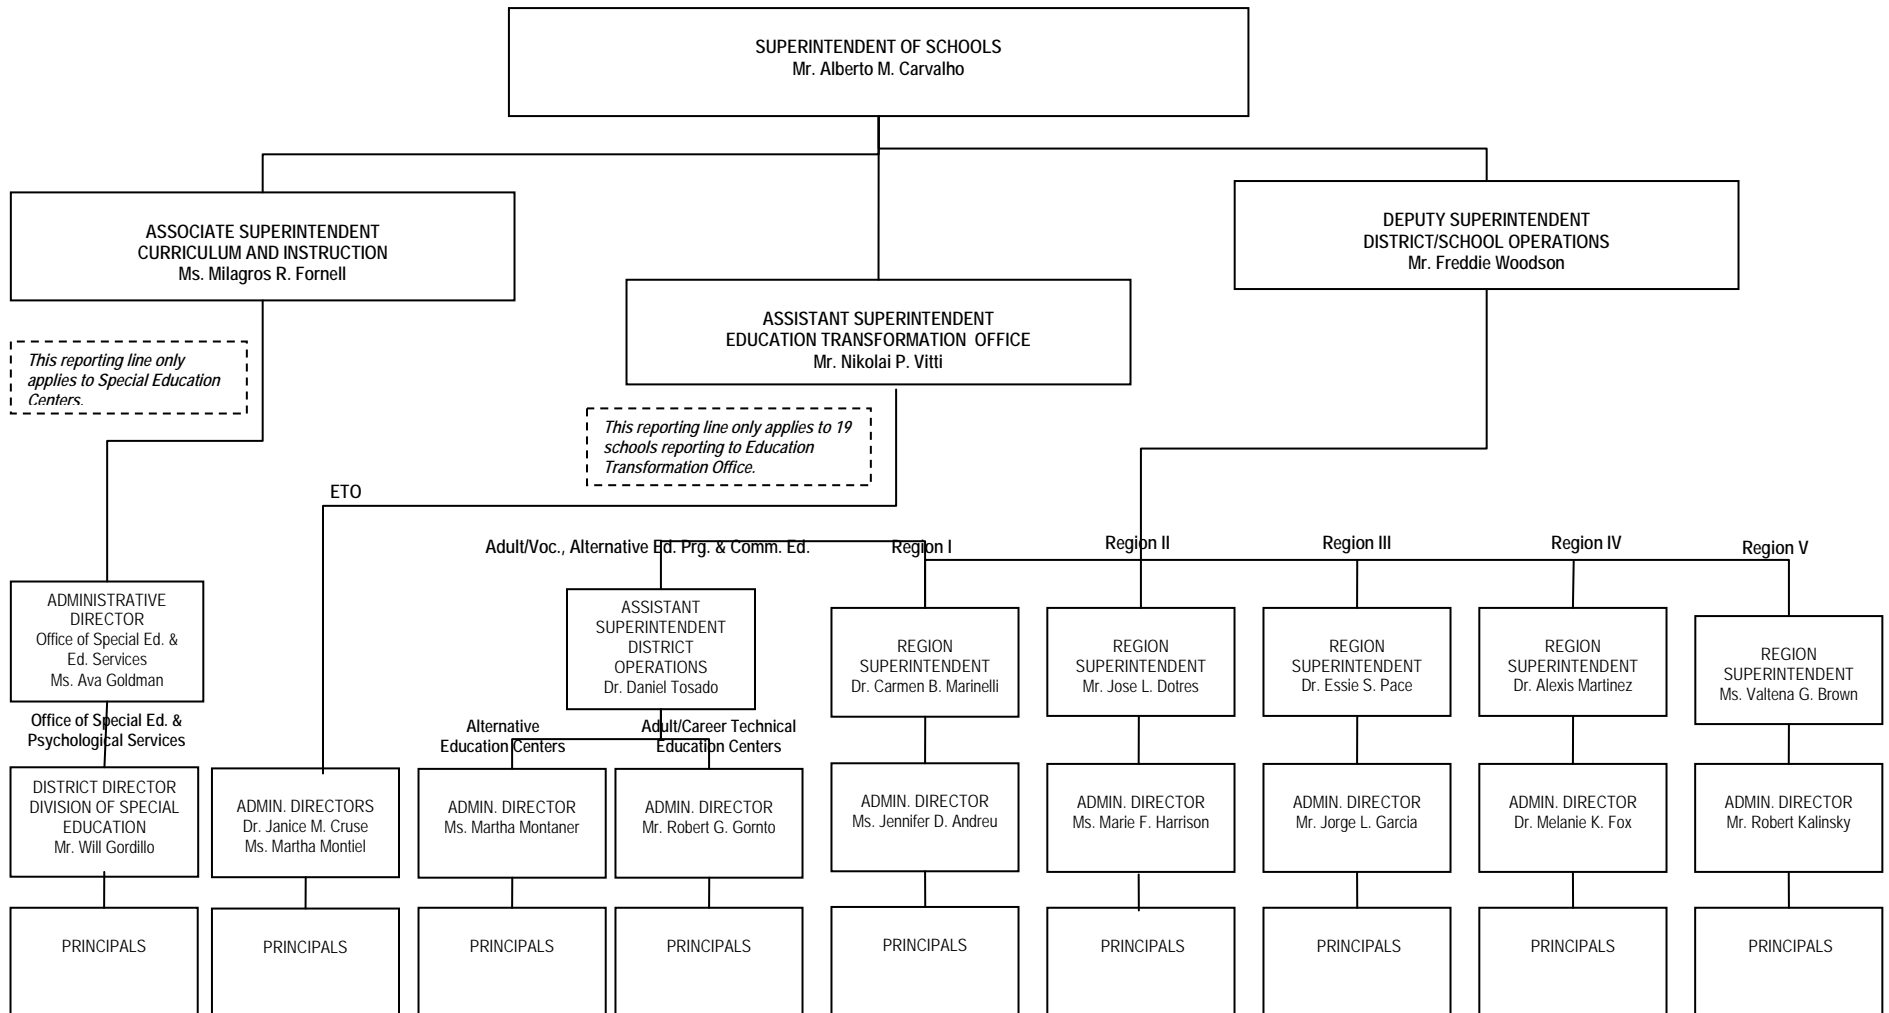 SUPERINTENDENT OF SCHOOLS
Mr. Alberto M. Carvalho
ASSOCIATE SUPERINTENDENT
CURRICULUM AND INSTRUCTION
Ms. Milagros R. Fornell
DEPUTY SUPERINTENDENT
DISTRICT/SCHOOL OPERATIONS
Mr. Freddie Woodson
ASSISTANT SUPERINTENDENT
EDUCATION TRANSFORMATION OFFICE
Mr. Nikolai P. Vitti
This reporting line only
applies to Special Education
Centers.
This reporting line only applies to 19
schools reporting to Education
Transformation Office.
ETO
Adult/Voc., Alternative Ed. Prg. & Comm. Ed.
Region I
Region II
Region III
Region IV
Region V
ADMINISTRATIVE
DIRECTOR
Office of Special Ed. &
Ed. Services
Ms. Ava Goldman
ASSISTANT
SUPERINTENDENT
DISTRICT
OPERATIONS
Dr. Daniel Tosado
REGION
SUPERINTENDENT
Dr. Carmen B. Marinelli
REGION
SUPERINTENDENT
Mr. Jose L. Dotres
REGION
SUPERINTENDENT
Dr. Essie S. Pace
REGION
SUPERINTENDENT
Dr. Alexis Martinez
REGION
SUPERINTENDENT
Ms. Valtena G. Brown
Office of Special Ed. &
Psychological Services
Alternative
Education Centers
Adult/Career Technical
Education Centers
DISTRICT DIRECTOR
DIVISION OF SPECIAL
EDUCATION
Mr. Will Gordillo
ADMIN. DIRECTORS
Dr. Janice M. Cruse
Ms. Martha Montiel
ADMIN. DIRECTOR
Ms. Martha Montaner
ADMIN. DIRECTOR
Mr. Robert G. Gornto
ADMIN. DIRECTOR
Ms. Jennifer D. Andreu
ADMIN. DIRECTOR
Ms. Marie F. Harrison
ADMIN. DIRECTOR
Mr. Jorge L. Garcia
ADMIN. DIRECTOR
Dr. Melanie K. Fox
ADMIN. DIRECTOR
Mr. Robert Kalinsky
PRINCIPALS
PRINCIPALS
PRINCIPALS
PRINCIPALS
PRINCIPALS
PRINCIPALS
PRINCIPALS
PRINCIPALS
PRINCIPALS